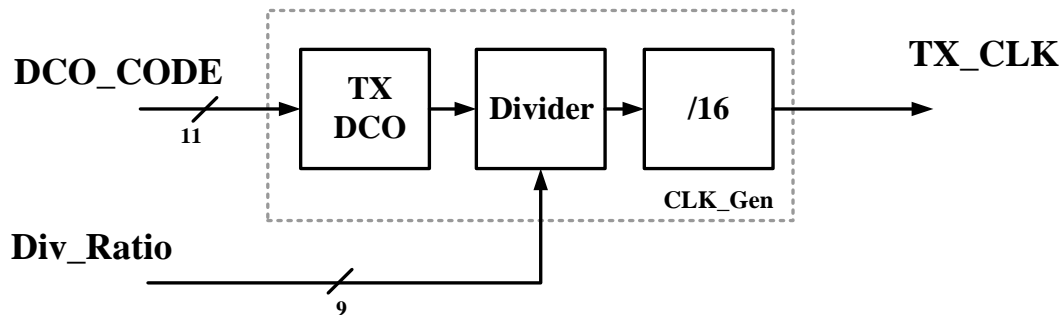 DCO_CODE
11
TX
DCO
Divider
/16
TX_CLK
CLK_Gen
Div_Ratio
9